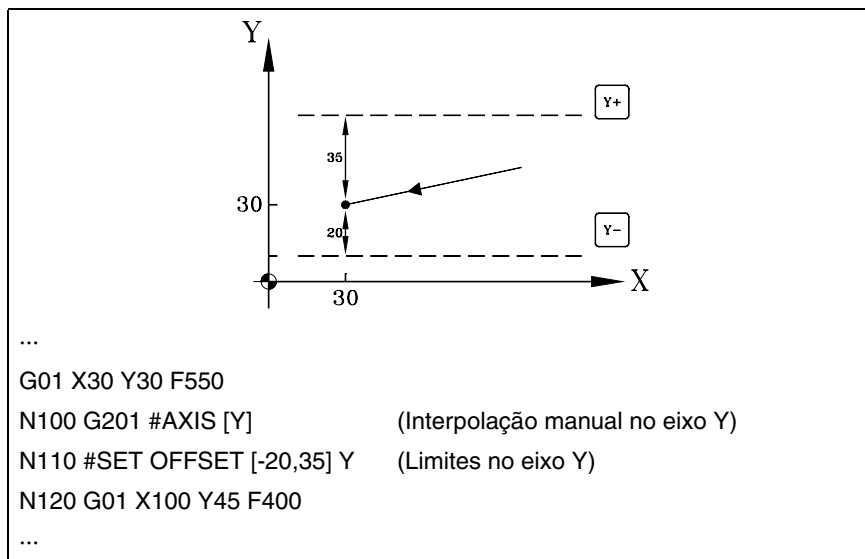 Y
Y+
35
30
20
Y-
X
30
...
G01 X30 Y30 F550
N100 G201 #AXIS [Y] (Interpolação manual no eixo Y)
N110 #SET OFFSET [-20,35] Y (Limites no eixo Y)
N120 G01 X100 Y45 F400
...